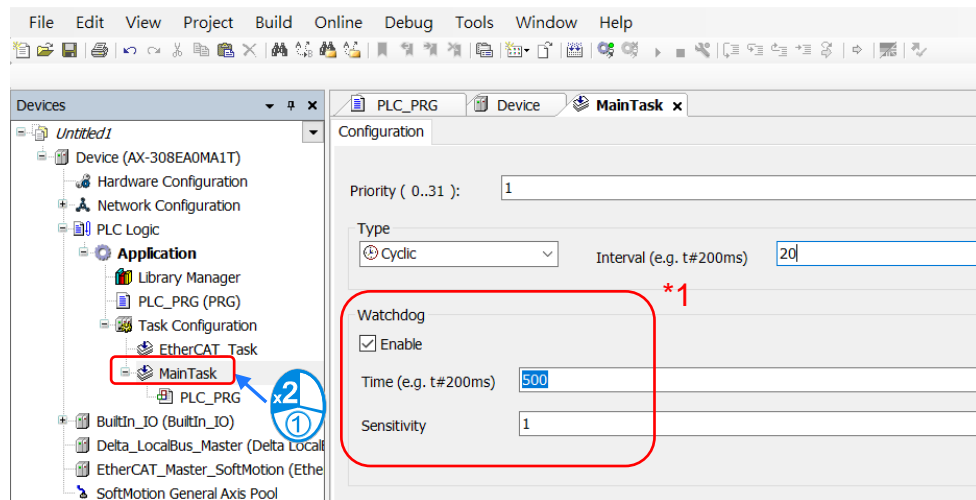 File Edit View Project Build Online Debug Tools Window Help
Devices
PLC_PRG Device MainTask
Untitled1
Configuration
Device (AX-308EA0MA1T)
Hardware Configuration
Priority ( 0..31 ): 1
Network Configuration
PLC Logic
Type
Application
Cyclic Interval (e.g. t#200ms) 20
Library Manager
*1
PLC_PRG (PRG)
Watchdog
Task Configuration
Enable
EtherCAT_Task
MainTask
Time (e.g. t#200ms) 500
x2
PLC_PRG
1
BuiltIn_IO (BuiltIn_IO)
Sensitivity 1
Delta_LocalBus_Master (Delta Local
EtherCAT_Master_SoftMotion (Ethe
SoftMotion General Axis Pool